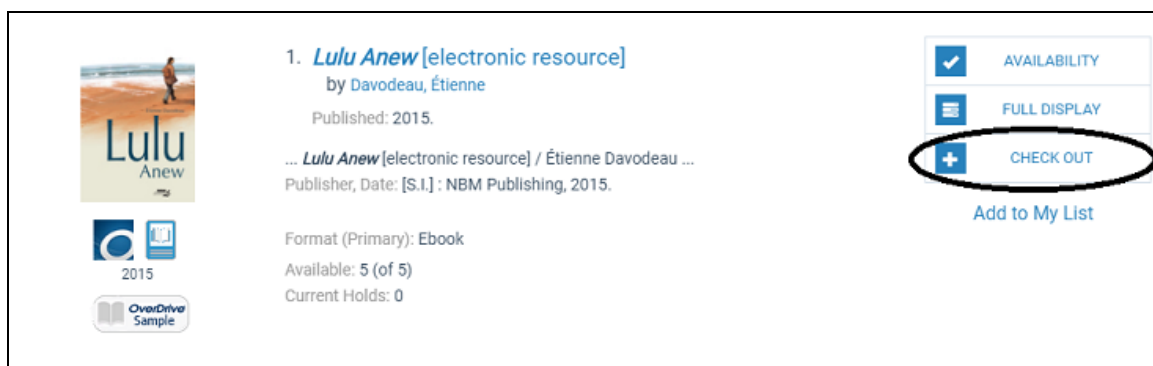 Lulu
Anew
2015
OverDrive
Sample
1. Lulu Anew [electronic resource]
by Davodeau, Étienne
Published: 2015.
... Lulu Anew [electronic resource] / Étienne Davodeau ...
Publisher, Date: [S.I.] : NBM Publishing, 2015.
Format (Primary): Ebook
Available: 5 (of 5)
Current Holds: 0
AVAILABILITY
FULL DISPLAY
CHECK OUT
Add to My List